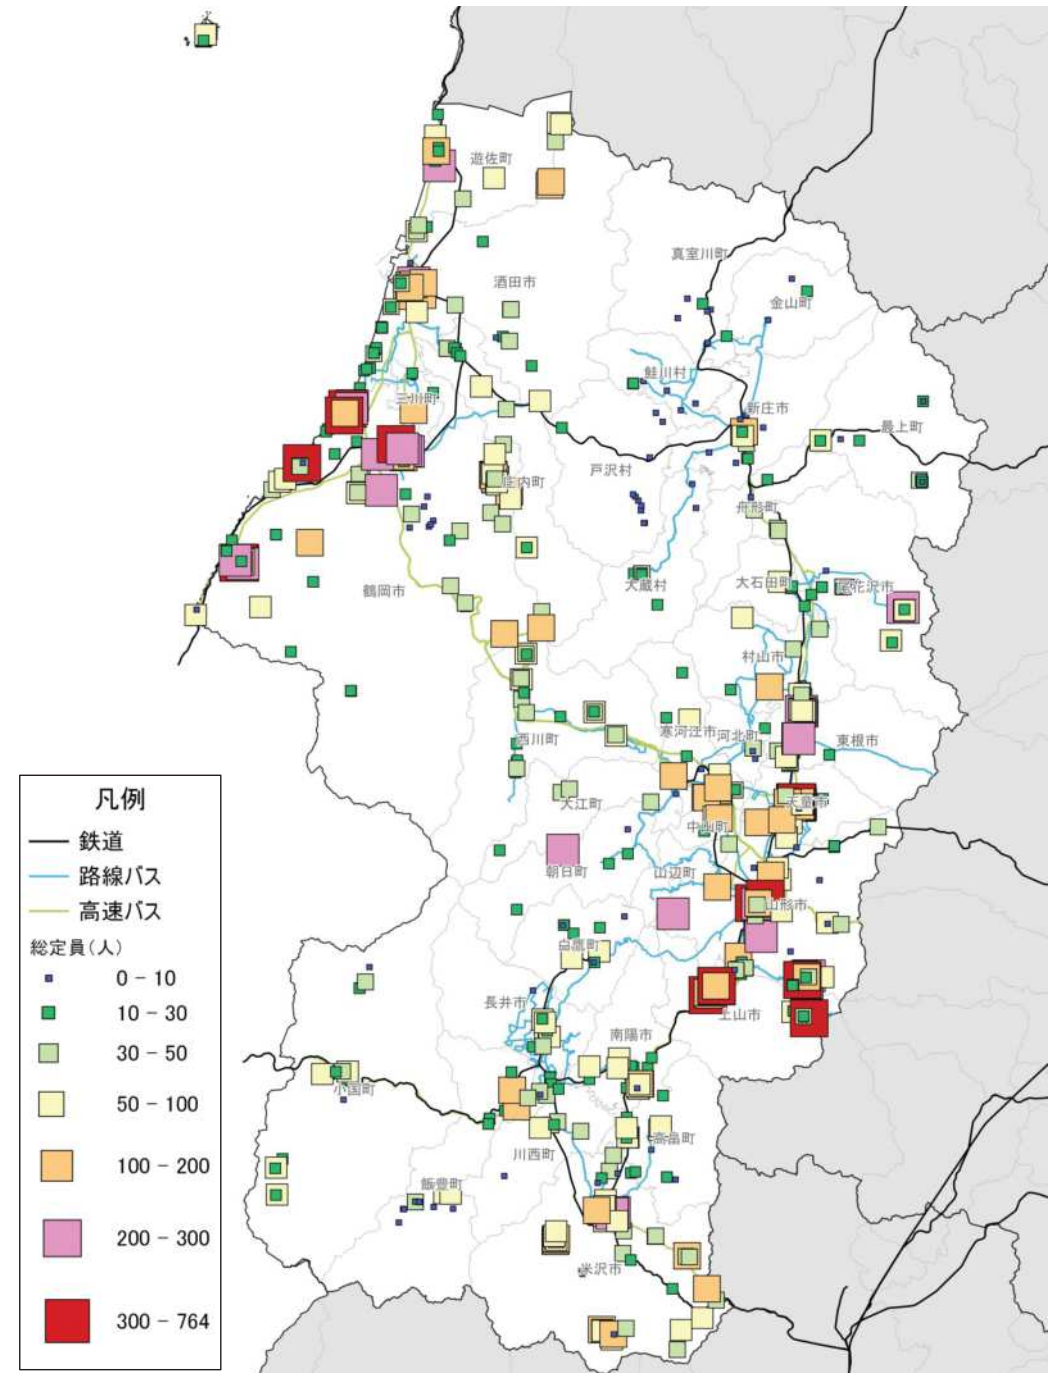 遊佐町
真室川町
酒田市
金山町
鮭川村
三川町
新庄市
最上町
戸沢村
庄内町
舟形町
大蔵村
大石田町
尾花沢市
鶴岡市
村山市
寒河江市
河北町
東根市
西川町
大江町
天童市
中山町
朝日町
山辺町
山形市
白鷹町
長井市
上山市
南陽市
小国町
高畠町
川西町
飯豊町
米沢市
凡例
鉄道
路線バス
高速バス
総定員(人)
0 – 10
10 – 30
30 – 50
50 – 100
100 – 200
200 – 300
300 – 764